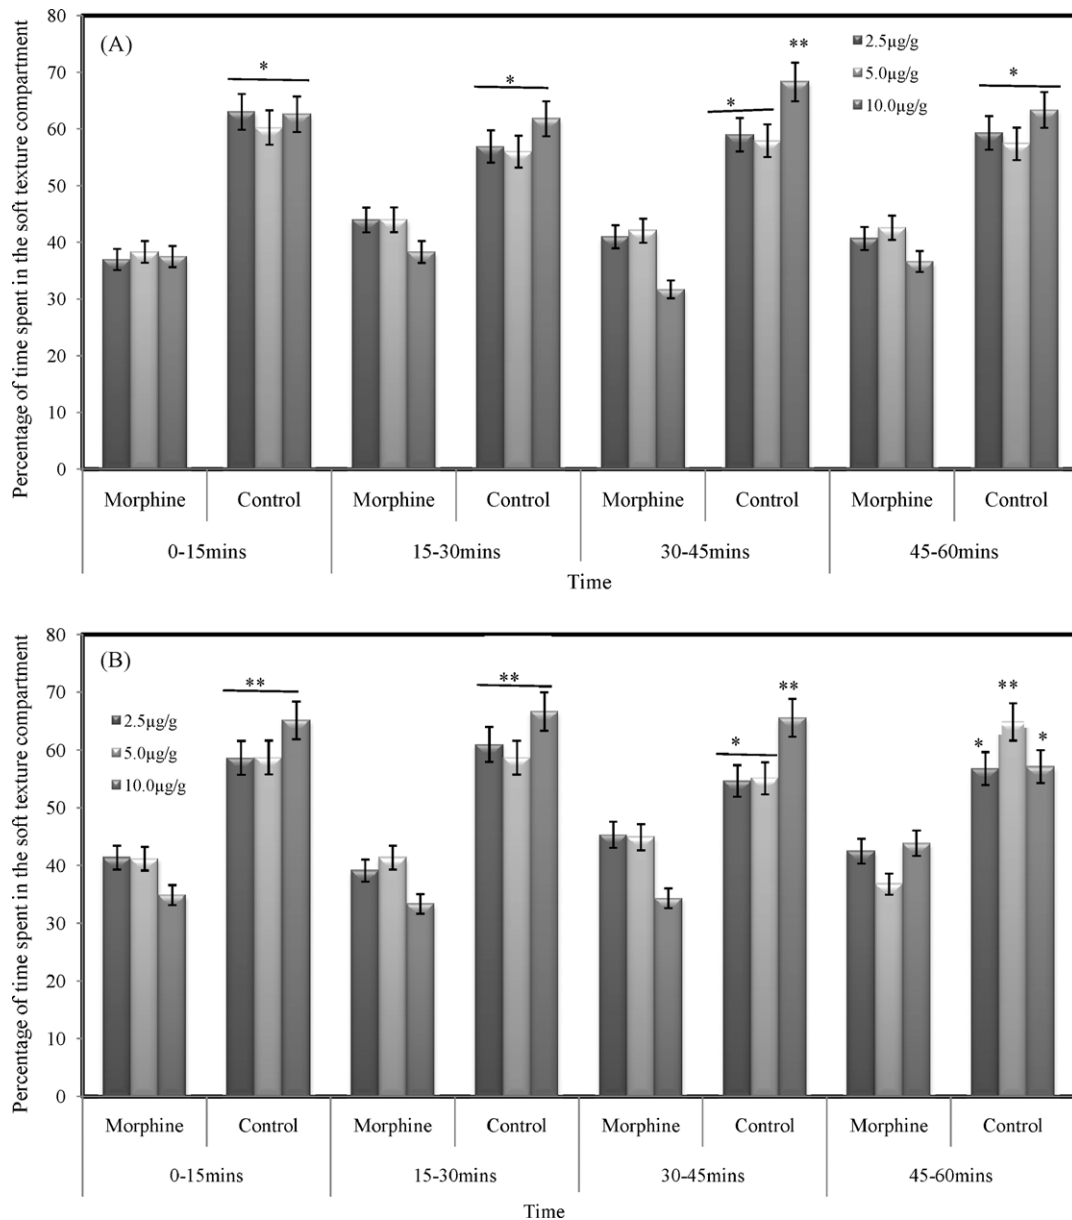 80
(A)
**
2.5µg/g
5.0µg/g
10.0µg/g
70
*
*
*
*
60
50
40
30
20
10
0
Percentage of time spent in the soft texture compartment
Morphine Control Morphine Control Morphine Control Morphine Control
0-15mins 15-30mins 30-45mins 45-60mins
Time
80
(B)
70
**
**
**
**
2.5µg/g
5.0µg/g
10.0µg/g
60
*
*
*
50
40
30
20
10
0
Percentage of time spent in the soft texture compartment
Morphine Control Morphine Control Morphine Control Morphine Control
0-15mins 15-30mins 30-45mins 45-60mins
Time